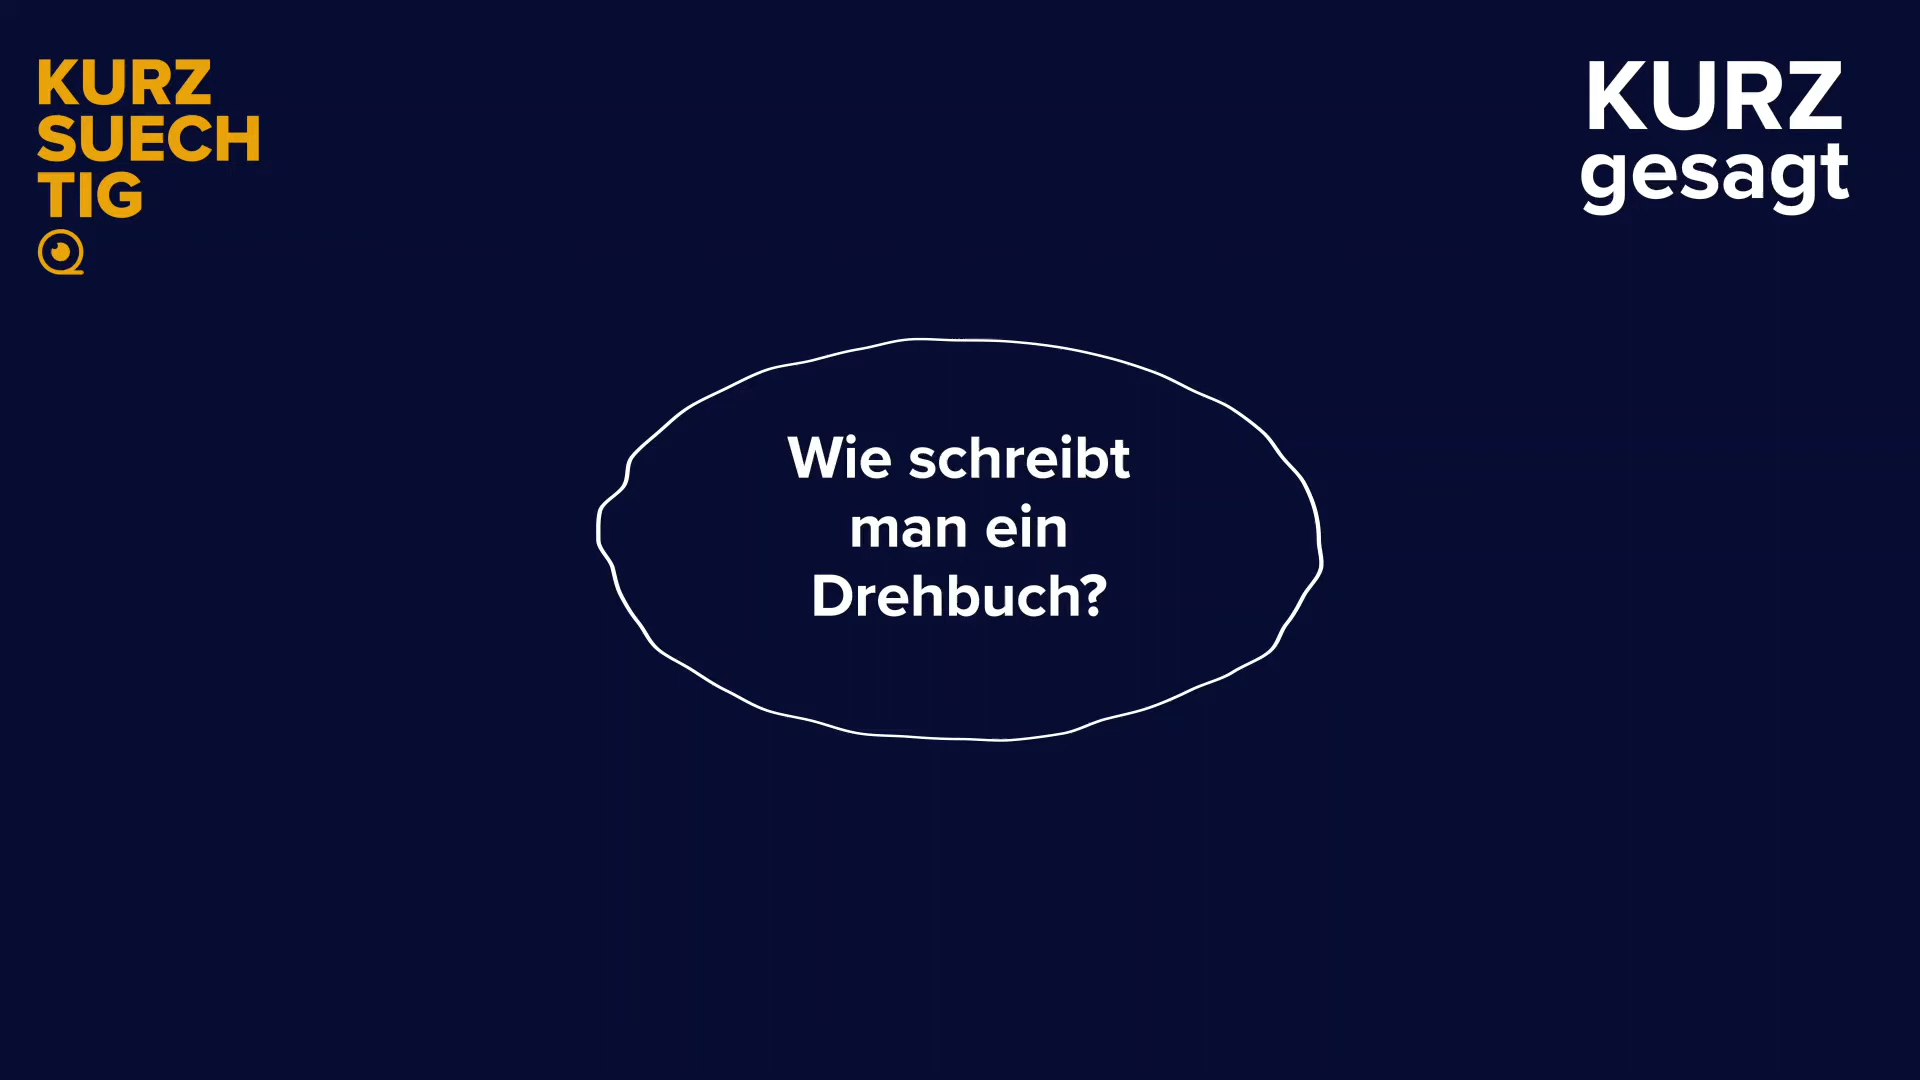 KURZ
SUECH
TIG
KURZ
gesagt
Wie schreibt
man ein
Drehbuch?